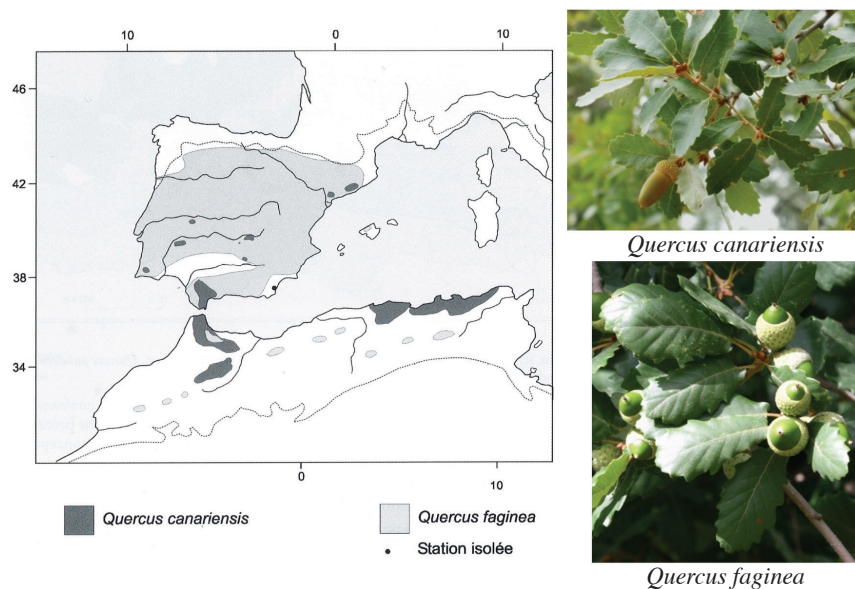 10 0 10
46
42
38
34
0 10
Quercus canariensis
Quercus faginea
Station isolée
Quercus canariensis
Quercus faginea